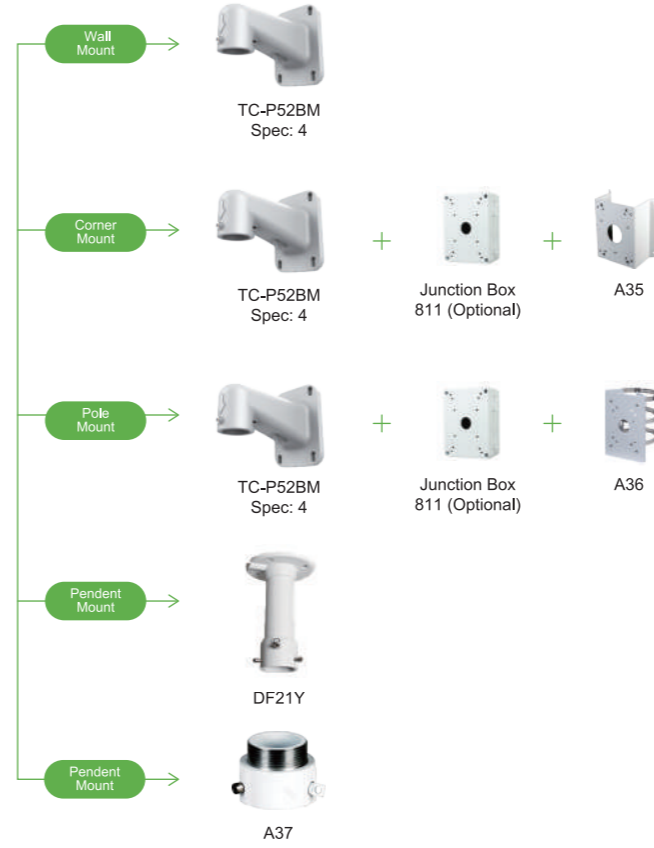 Wall
Mount
TC-P52BM
Spec: 4
Corner
Mount
+
+
TC-P52BM
Spec: 4
Junction Box
811 (Optional)
A35
Pole
Mount
+
+
TC-P52BM
Spec: 4
Junction Box
811 (Optional)
A36
Pendent
Mount
DF21Y
Pendent
Mount
A37